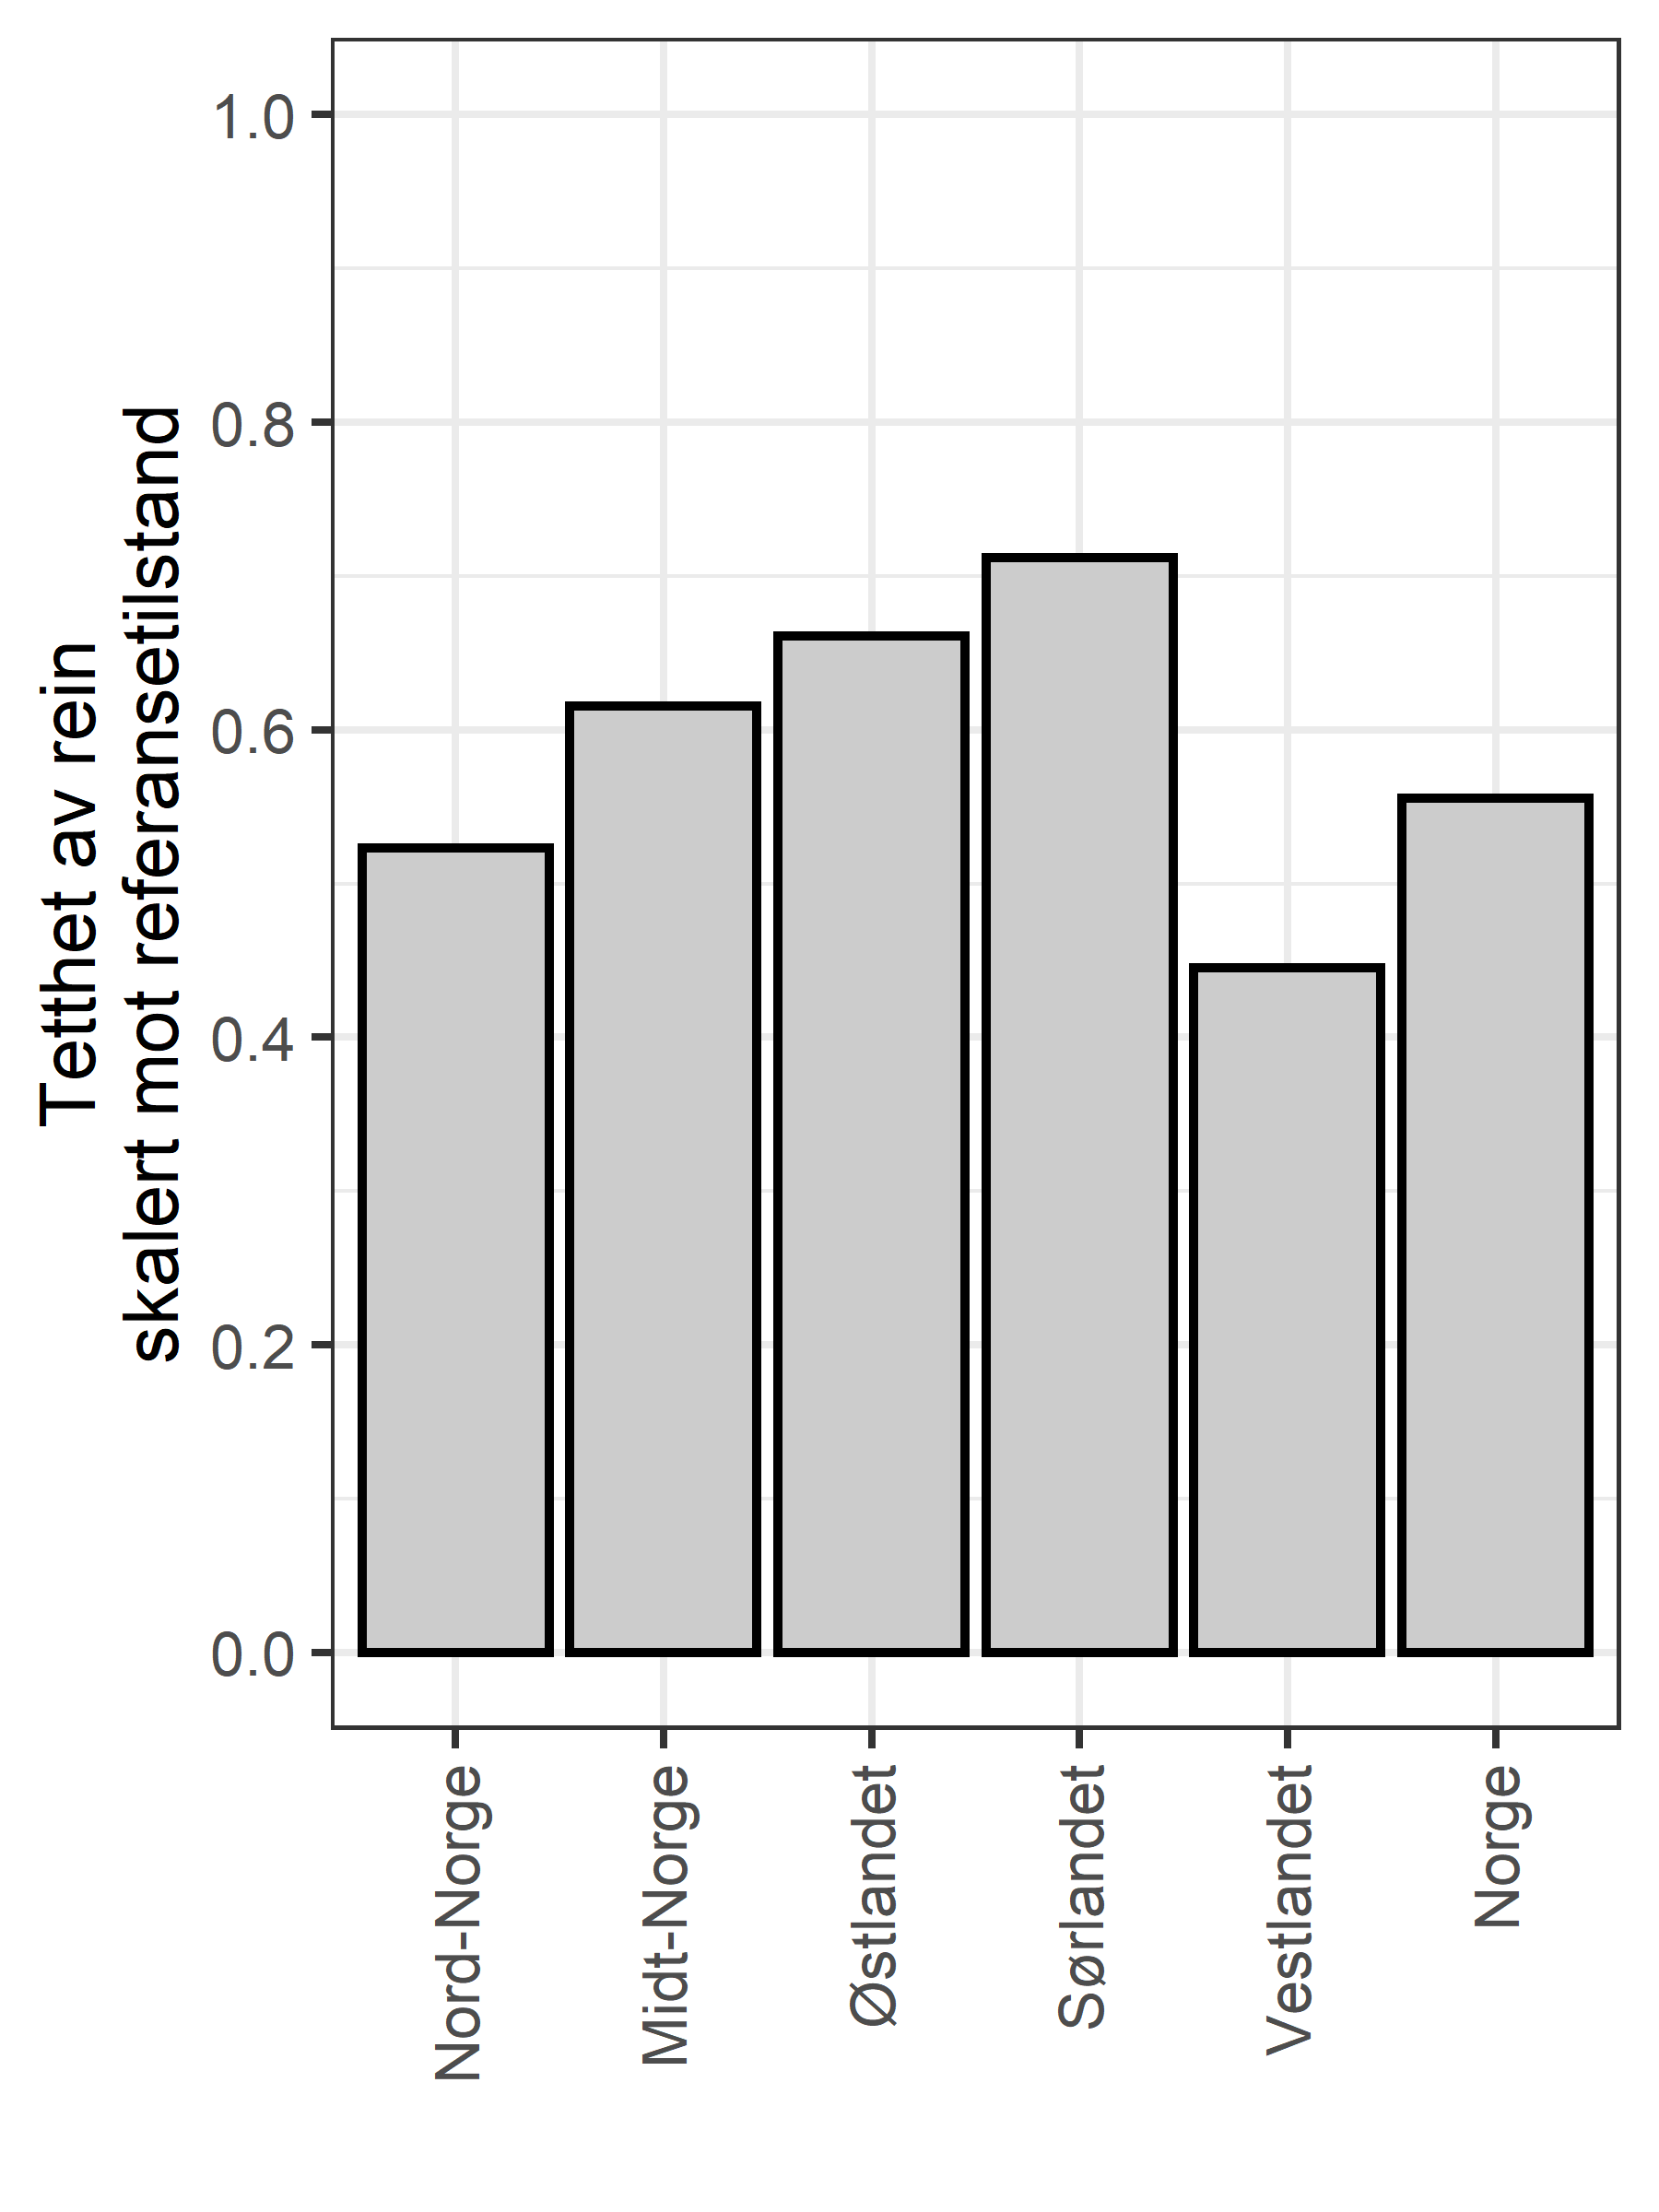 Tetthet av rein
skalert mot referansetilstand
1.0
0.8
0.6
0.4
0.2
0.0
Nord-Norge
Midt-Norge
Østlandet
Sørlandet
Vestlandet
Norge